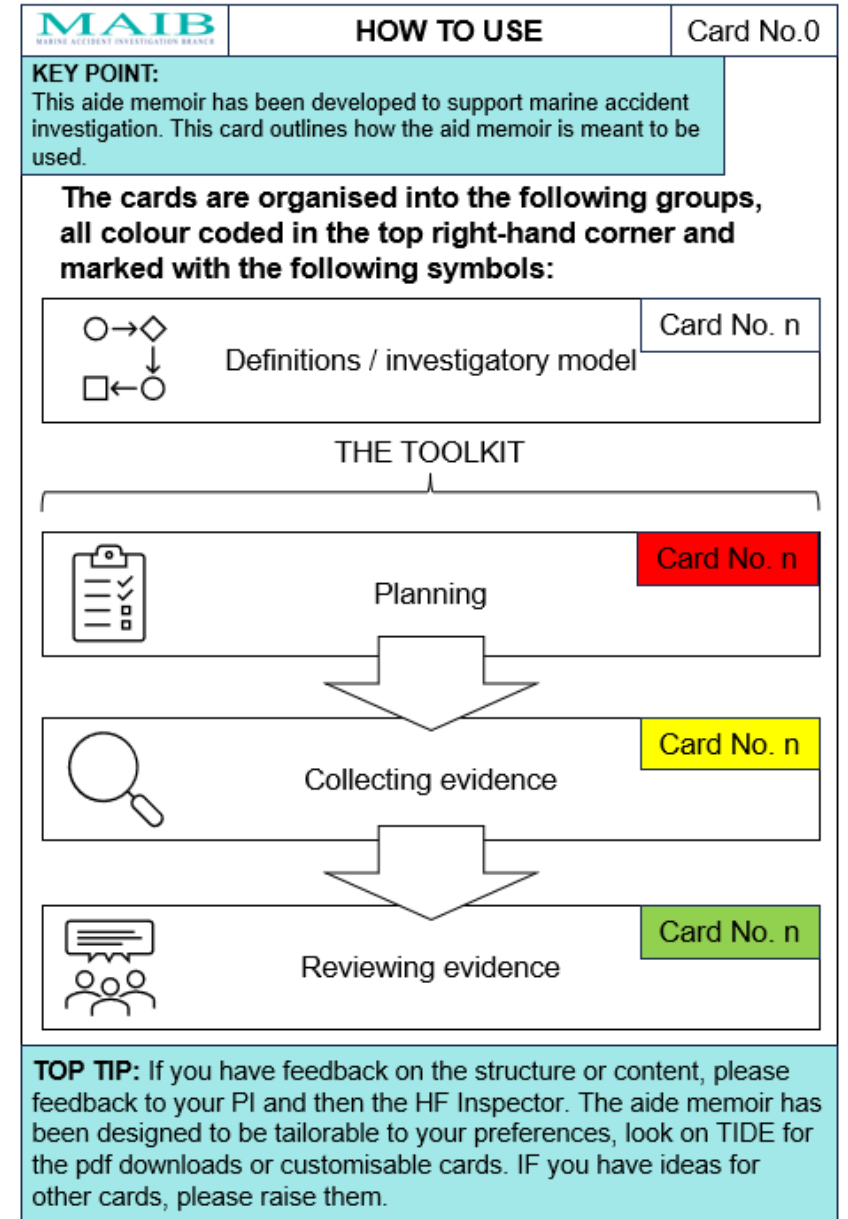 MAIB
MARINE ACCIDENT INVESTIGATION BRANCH
HOW TO USE
Card No.0
KEY POINT:
This aide memoir has been developed to support marine accident
investigation. This card outlines how the aid memoir is meant to be
used.
The cards are organised into the following groups,
all colour coded in the top right-hand corner and
marked with the following symbols:
Card No. n
Definitions / investigatory model
THE TOOLKIT
Card No. n
Planning
Card No. n
Collecting evidence
Card No. n
Reviewing evidence
TOP TIP: If you have feedback on the structure or content, please
feedback to your PI and then the HF Inspector. The aide memoir has
been designed to be tailorable to your preferences, look on TIDE for
the pdf downloads or customisable cards. IF you have ideas for
other cards, please raise them.